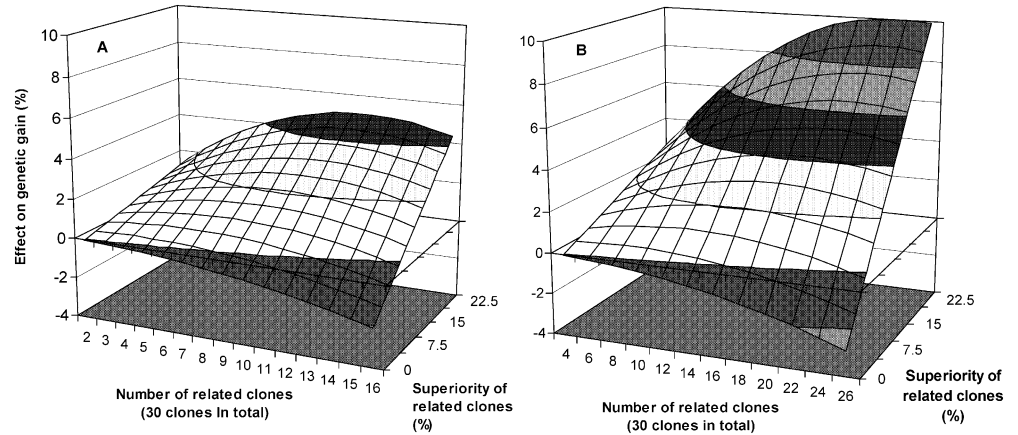 A
Effect on genetic gain (%)
10
8
6
4
2
0
-2
-4
2 3 4 5 6 7 8 9 10 11 12 13 14 15 16
0
7.5
15
22.5
Number of related clones
(30 clones In total)
Superiority of
related clones
(%)
B
10
8
6
4
2
0
-2
-4
4 6 8 10 12 14 16 18 20 22 24 26
0
7.5
15
22.5
Number of related clones
(30 clones in total)
Superiority of
related clones
(%)